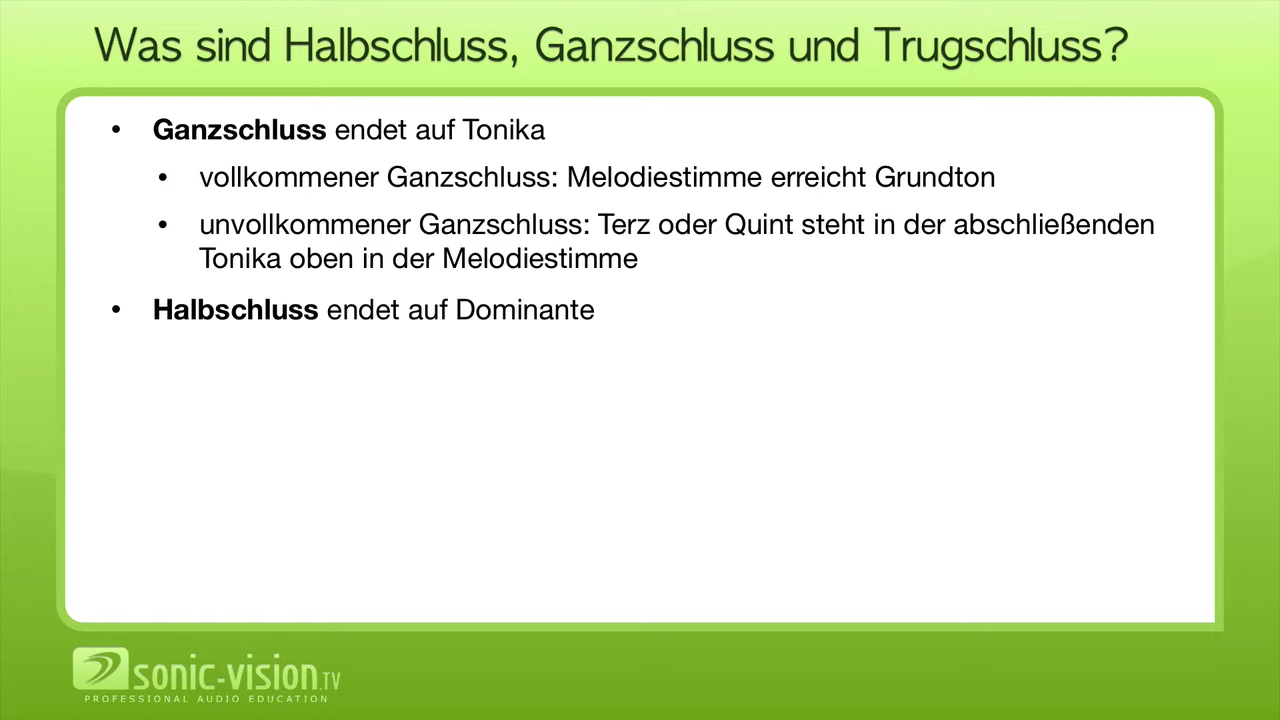 Was sind Halbschluss, Ganzschluss und Trugschluss?
• Ganzschluss endet auf Tonika
• vollkommener Ganzschluss: Melodiestimme erreicht Grundton
• unvollkommener Ganzschluss: Terz oder Quint steht in der abschließenden
Tonika oben in der Melodiestimme
• Halbschluss endet auf Dominante
sonic-vision.TV
PROFESSIONAL AUDIO EDUCATION